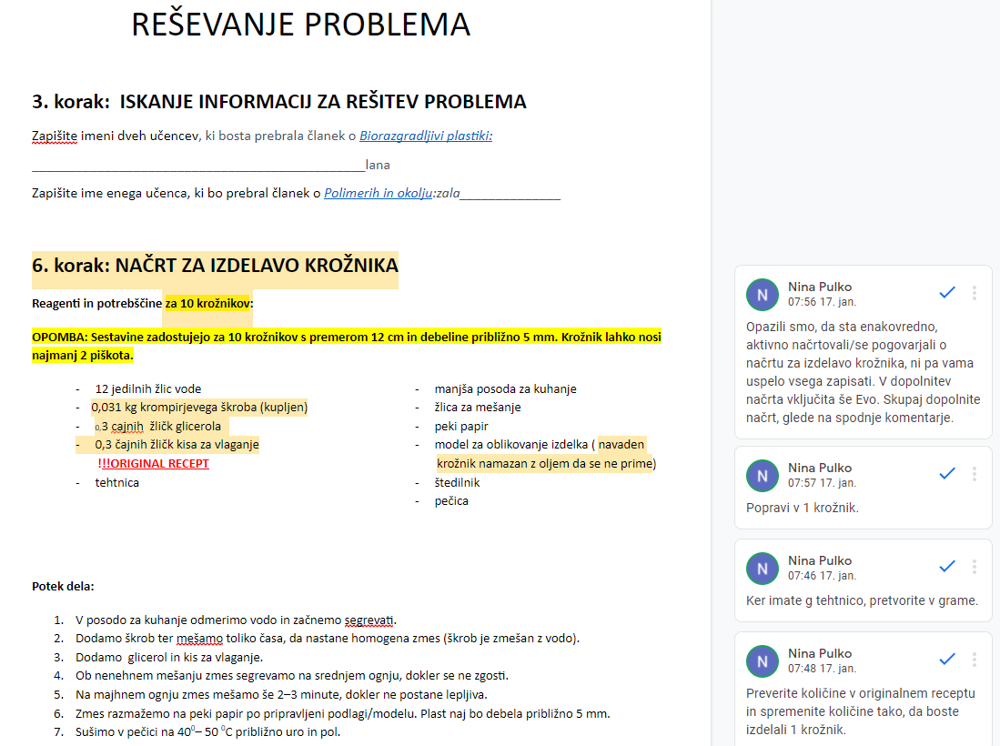 REŠEVANJE PROBLEMA
3. korak: ISKANJE INFORMACIJ ZA REŠITEV PROBLEMA
Zapišite imeni dveh učencev, ki bosta prebrala članek o Biorazgradljivi plastiki:
________________________________________________lana
Zapišite ime enega učenca, ki bo prebral članek o Polimerih in okolju:zala______________
6. korak: NAČRT ZA IZDELAVO KROŽNIKA
Reagenti in potrebščine za 10 krožnikov:
OPOMBA: Sestavine zadostujejo za 10 krožnikov s premerom 12 cm in debeline približno 5 mm. Krožnik lahko nosi
najmanj 2 piškota.
- 12 jedilnih žlic vode
- 0,031 kg krompirjevega škroba (kupljen)
- 0,3 cajnih žličk glicerola
- 0,3 čajnih žličk kisa za vlaganje
!!!ORIGINAL RECEPT
- tehtnica
- manjša posoda za kuhanje
- žlica za mešanje
- peki papir
- model za oblikovanje izdelka ( navaden
krožnik namazan z oljem da se ne prime)
- štedilnik
- pečica
Potek dela:
1. V posodo za kuhanje odmerimo vodo in začnemo segrevati.
2. Dodamo škrob ter mešamo toliko časa, da nastane homogena zmes (škrob je zmešan z vodo).
3. Dodamo glicerol in kis za vlaganje.
4. Ob nenehnem mešanju zmes segrevamo na srednjem ognju, dokler se ne zgosti.
5. Na majhnem ognju zmes mešamo še 2–3 minute, dokler ne postane lepljiva.
6. Zmes razmažemo na peki papir po pripravljeni podlagi/modelu. Plast naj bo debela približno 5 mm.
7. Sušimo v pečici na 40⁰– 50 ⁰C približno uro in pol.
N
Nina Pulko
07:56 17. jan.
Opazili smo, da sta enakovredno,
aktivno načrtovali/se pogovarjali o
načrtu za izdelavo krožnika, ni pa vama
uspelo vsega zapisati. V dopolnitev
načrta vključita še Evo. Skupaj dopolnite
načrt, glede na spodnje komentarje.
N
Nina Pulko
07:57 17. jan.
Popravi v 1 krožnik.
N
Nina Pulko
07:46 17. jan.
Ker imate g tehtnico, pretvorite v grame.
N
Nina Pulko
07:48 17. jan.
Preverite količine v originalnem receptu
in spremenite količine tako, da boste
izdelali 1 krožnik.